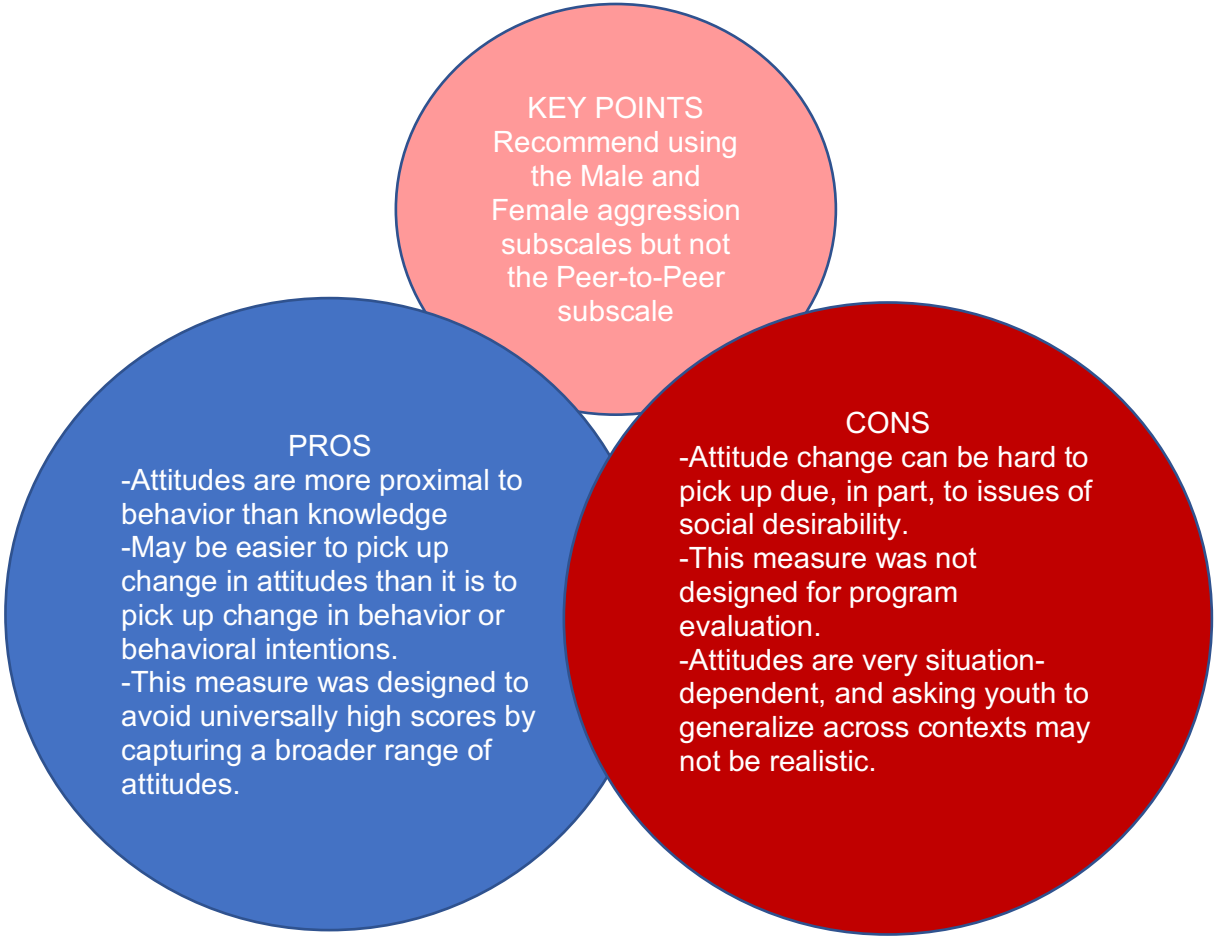 KEY POINTS
Recommend using
the Male and
Female aggression
subscales but not
the Peer-to-Peer
subscale
PROS
-Attitudes are more proximal to
behavior than knowledge
-May be easier to pick up
change in attitudes than it is to
pick up change in behavior or
behavioral intentions.
-This measure was designed to
avoid universally high scores by
capturing a broader range of
attitudes.
CONS
-Attitude change can be hard to
pick up due, in part, to issues of
social desirability.
-This measure was not
designed for program
evaluation.
-Attitudes are very situation-
dependent, and asking youth to
generalize across contexts may
not be realistic.